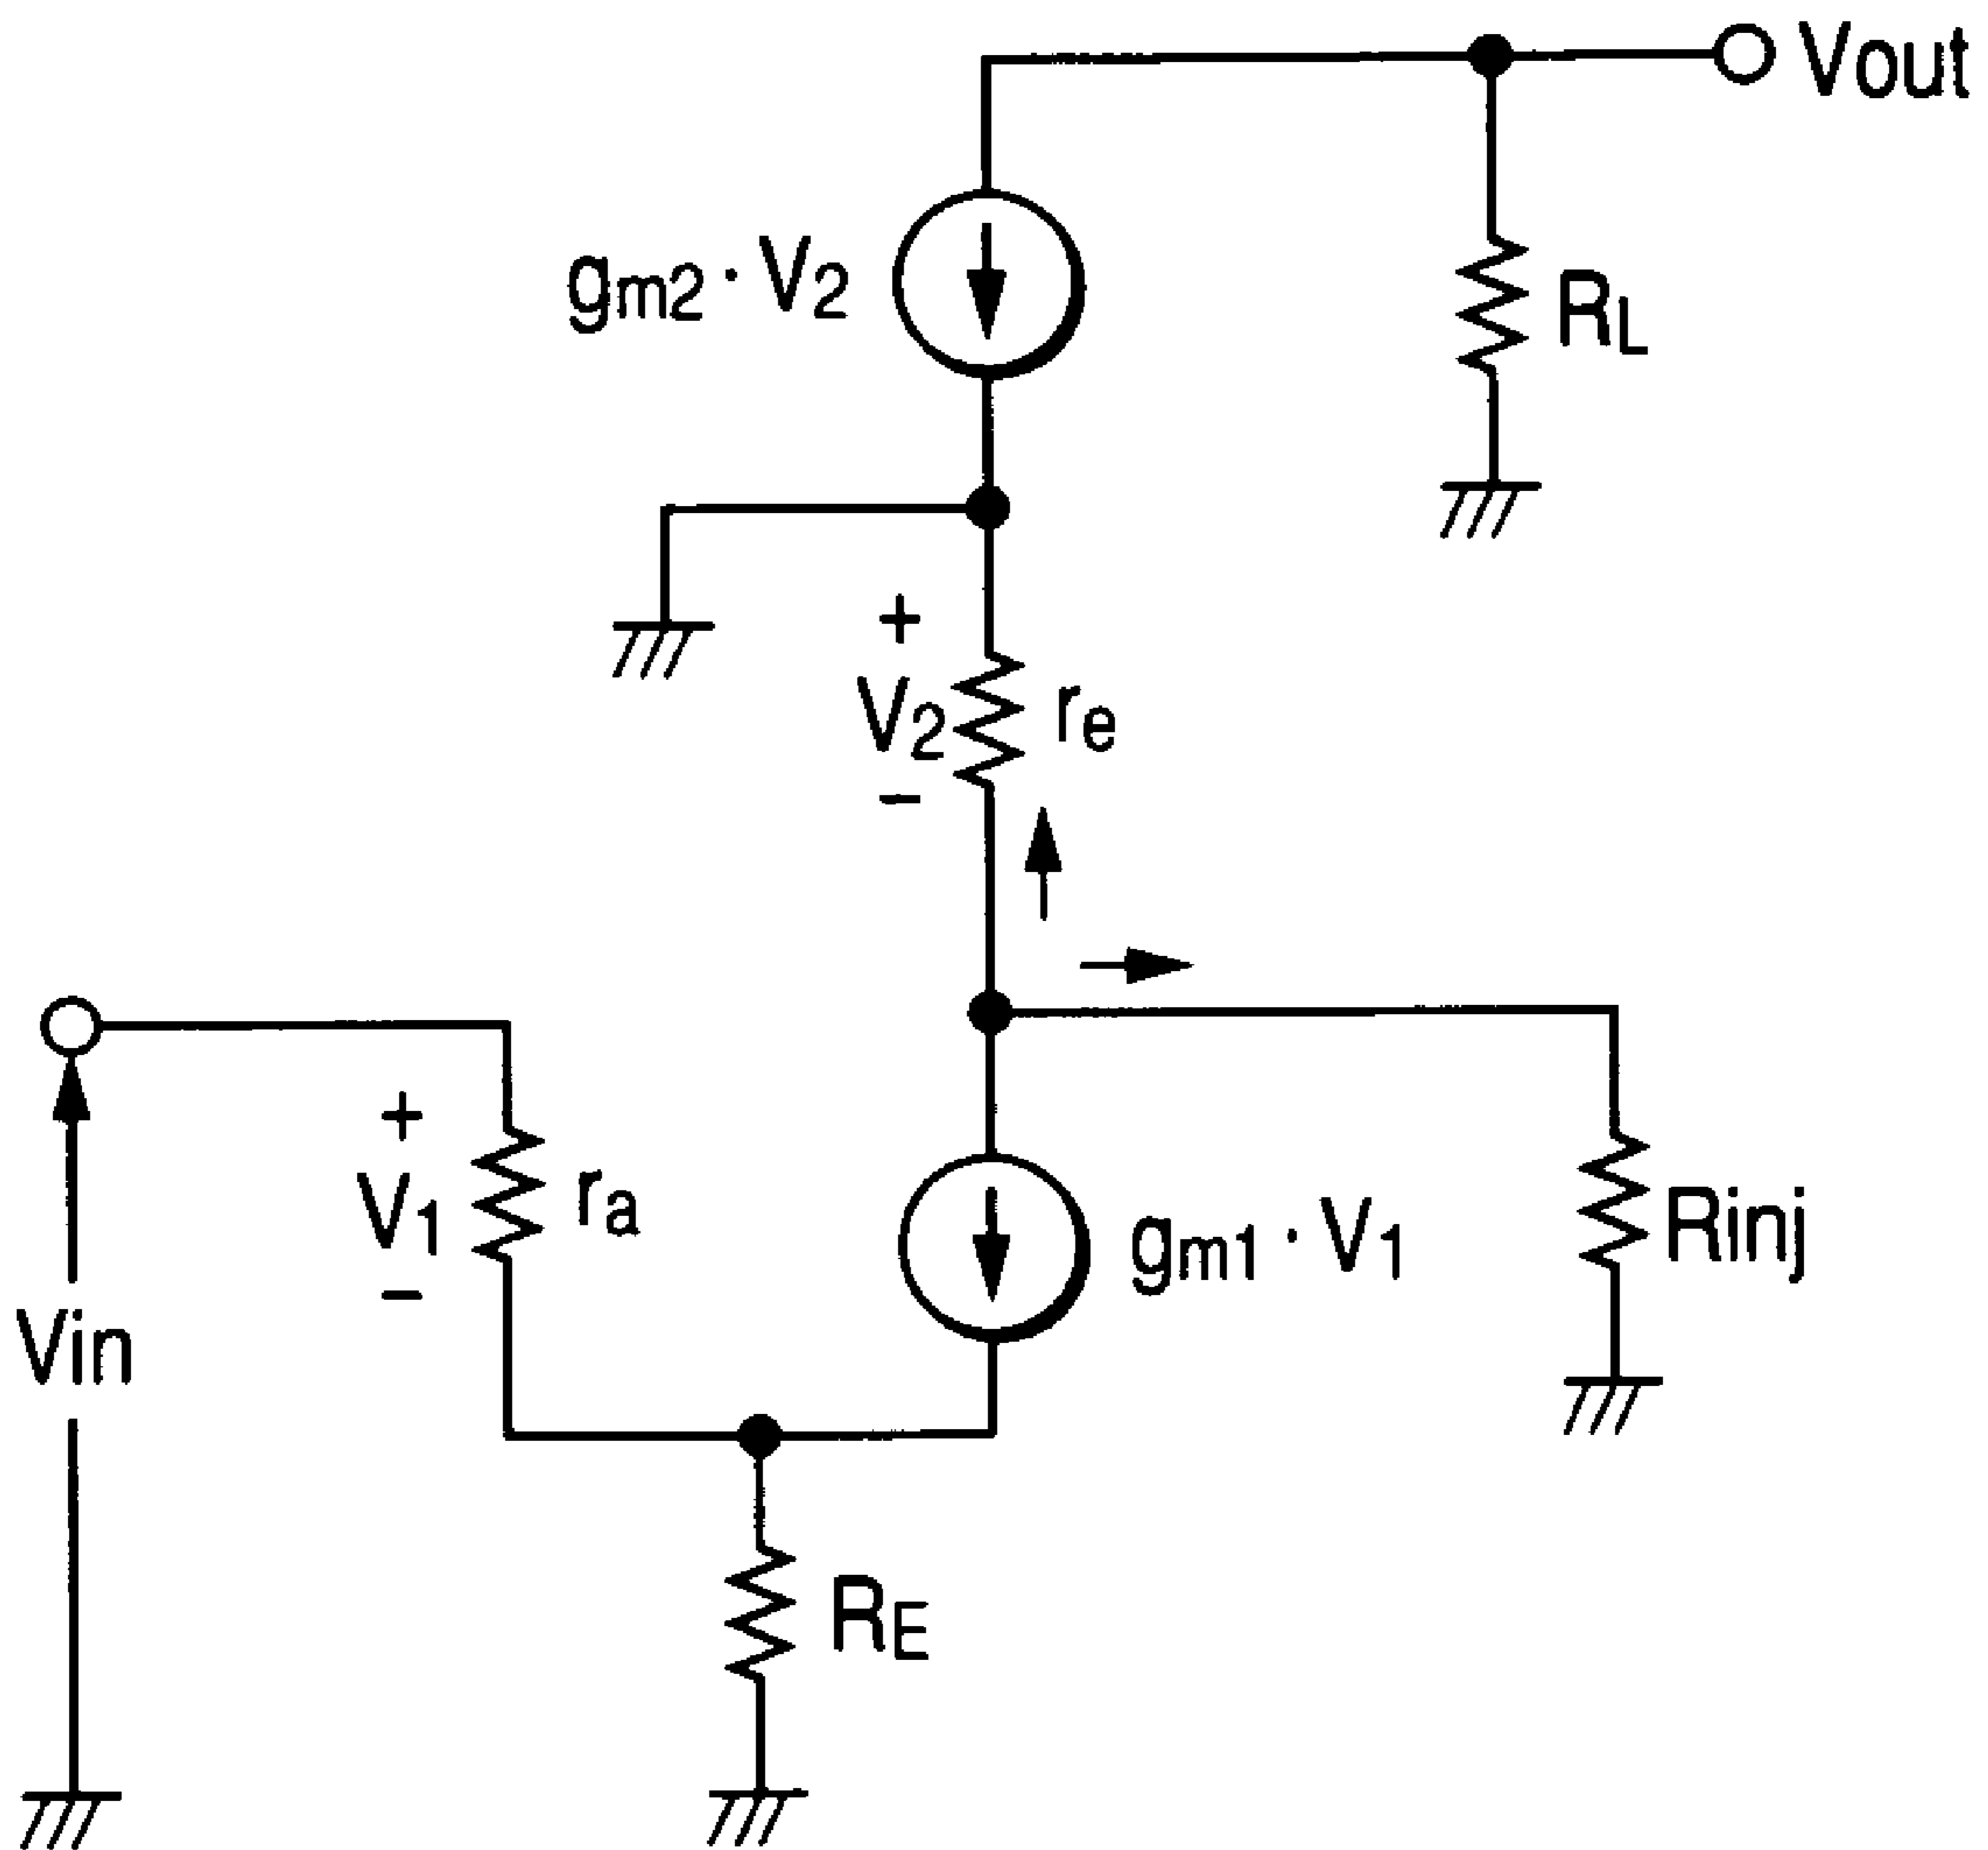 Vout
gm2·V2
RL
+
V2
−
re
+
V1
−
ra
gm1·V1
Rinj
Vin
RE